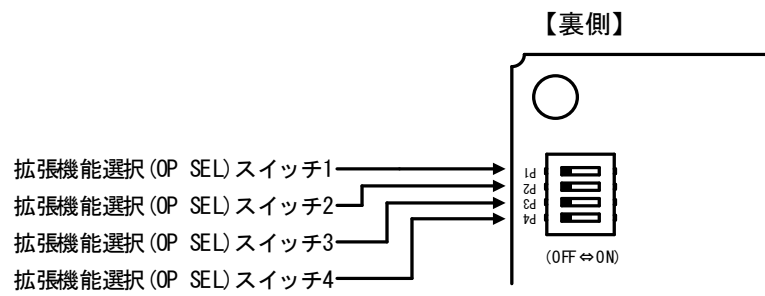 【裏側】
拡張機能選択(OP SEL)スイッチ1
拡張機能選択(OP SEL)スイッチ2
拡張機能選択(OP SEL)スイッチ3
拡張機能選択(OP SEL)スイッチ4
P1
P2
P3
P4
(OFF⇔ON)